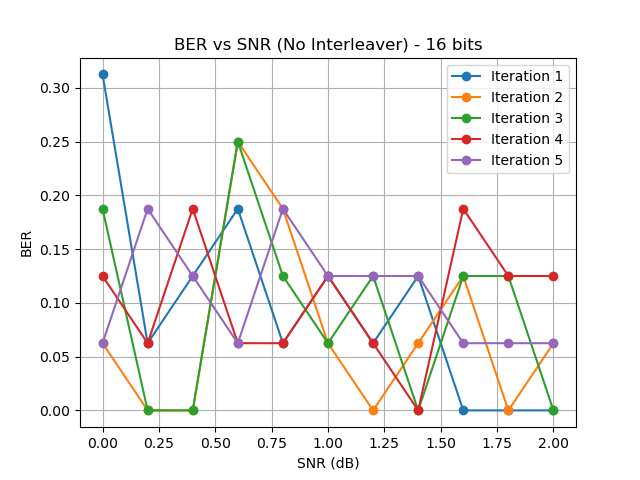 BER vs SNR (No Interleaver) - 16 bits
Iteration 1
Iteration 2
Iteration 3
Iteration 4
Iteration 5
BER
0.30
0.25
0.20
0.15
0.10
0.05
0.00
0.00 0.25 0.50 0.75 1.00 1.25 1.50 1.75 2.00
SNR (dB)